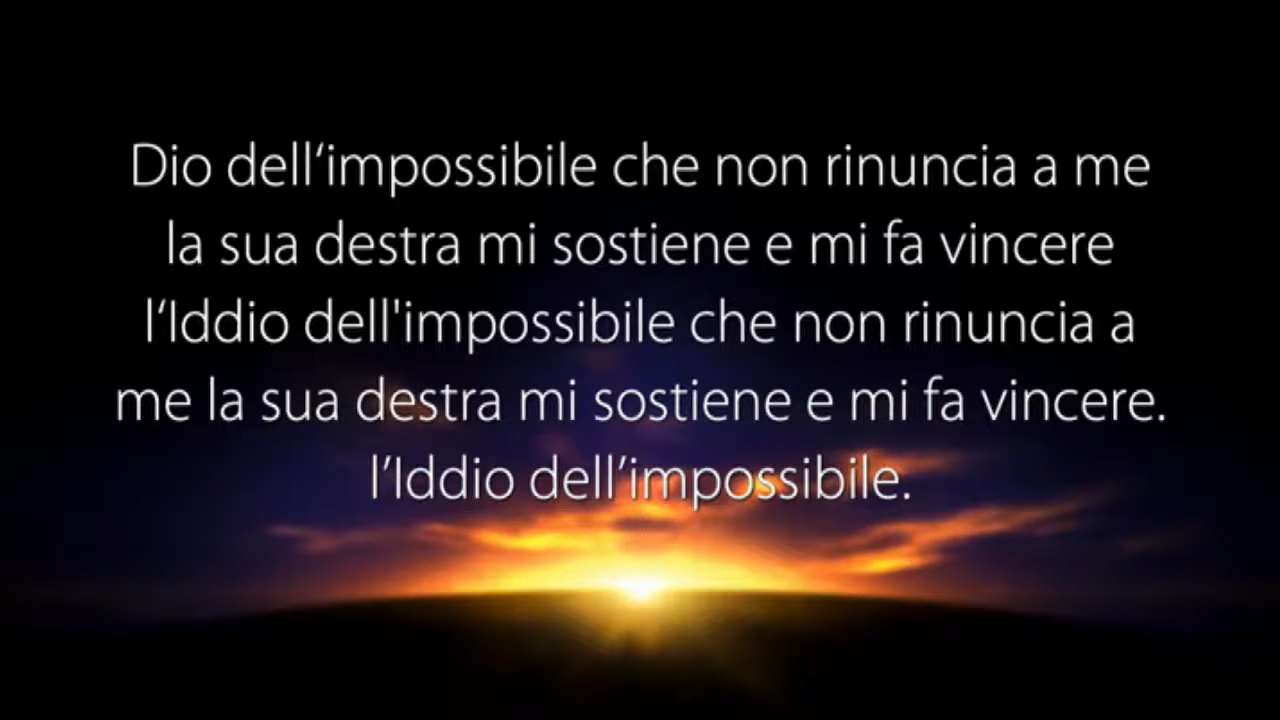 Dio dell‘impossibile che non rinuncia a me
la sua destra mi sostiene e mi fa vincere
l‘Iddio dell'impossibile che non rinuncia a
me la sua destra mi sostiene e mi fa vincere.
l’Iddio dell’impossibile.